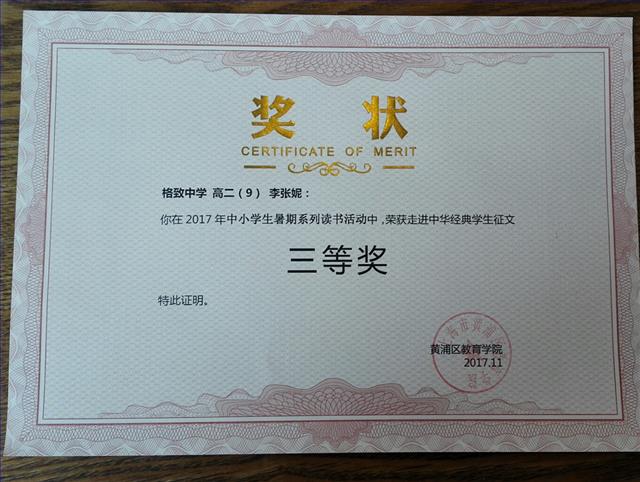 奖 状
CERTIFICATE OF MERIT
格致中学 高二（9） 李张妮：
你在 2017 年中小学生暑期系列读书活动中，荣获走进中华经典学生征文
三等奖
特此证明。
黄浦区教育学院
2017.11